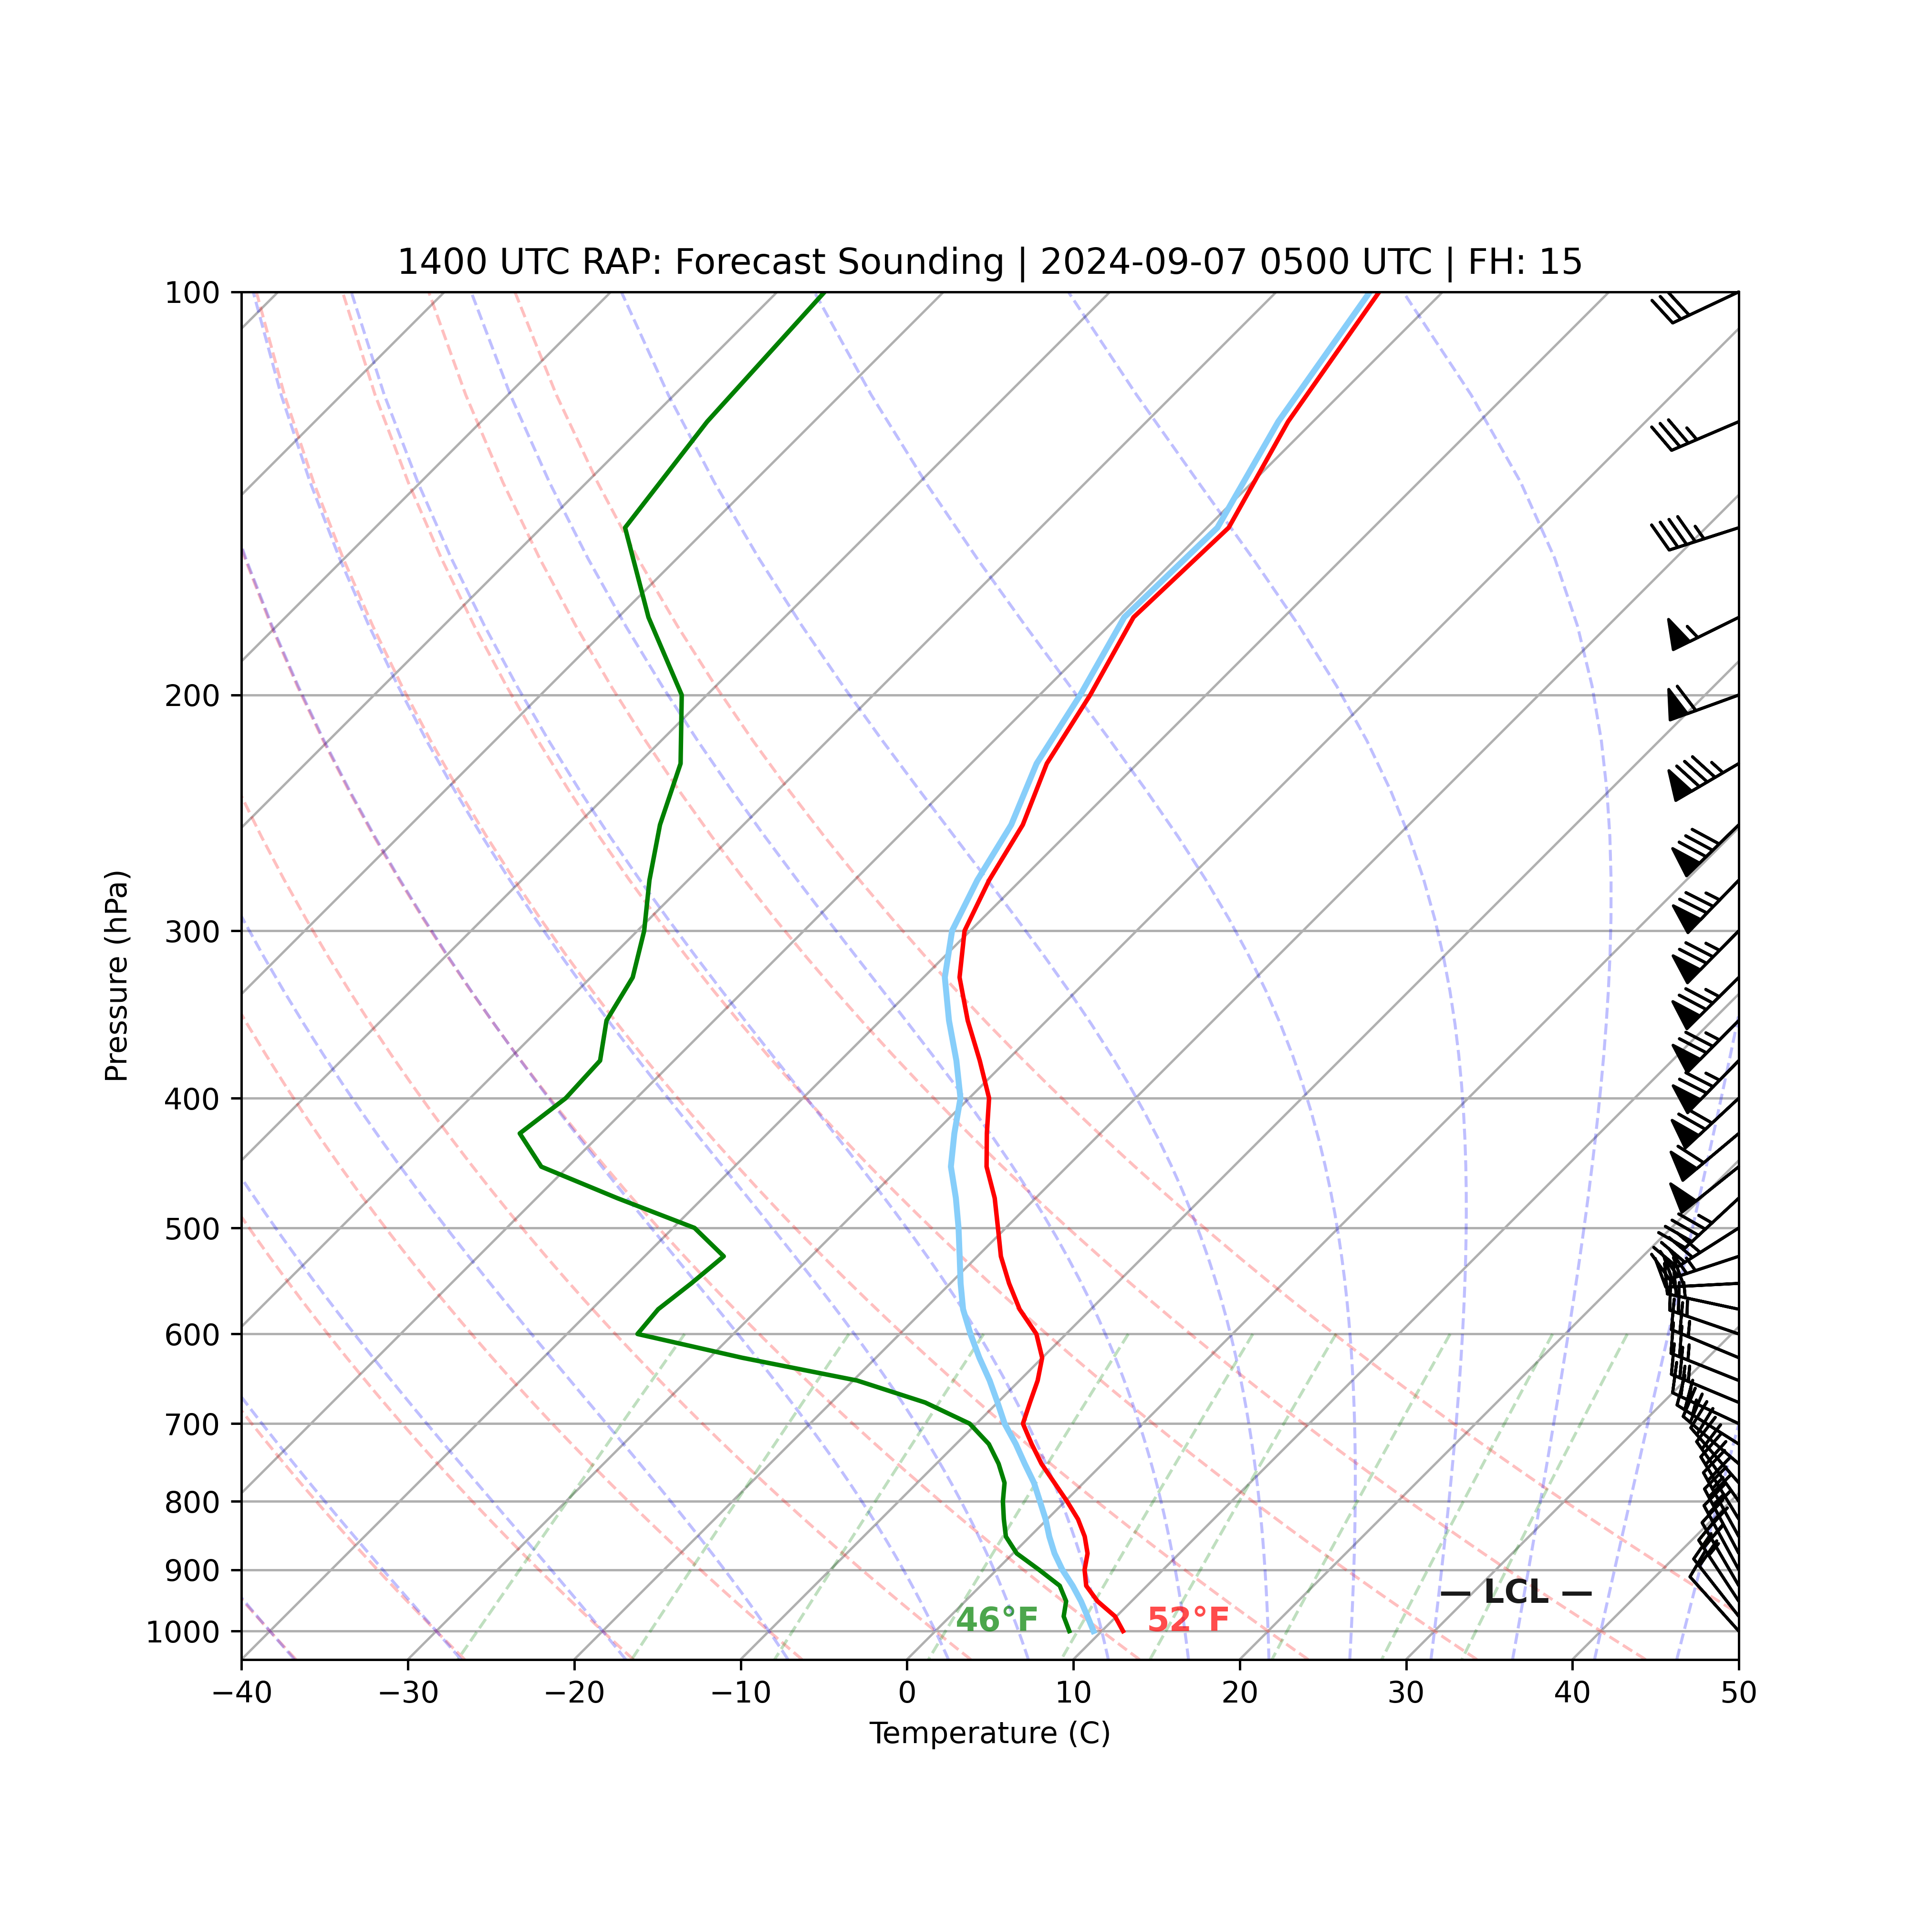 1400 UTC RAP: Forecast Sounding | 2024-09-07 0500 UTC | FH: 15
100
200
300
400
500
600
700
800
900
1000
Pressure (hPa)
46°F
52°F
— LCL —
−40 −30 −20 −10 0 10 20 30 40 50
Temperature (C)